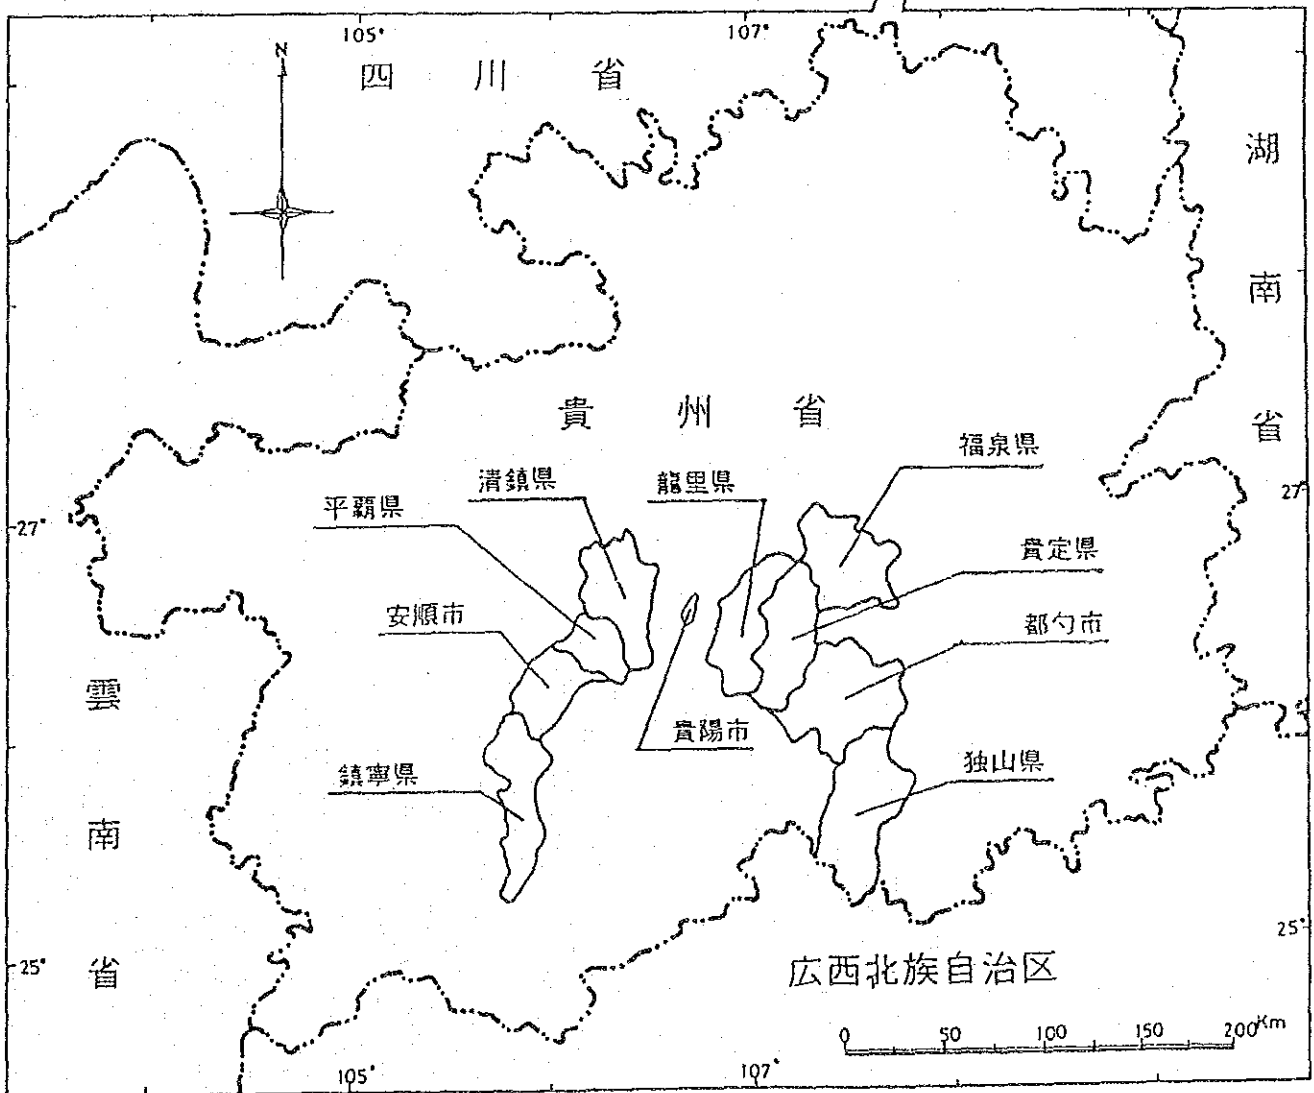 105°
107°
N
四川省
湖南省
貴州省
福泉県
清鎮県
龍里県
平覇県
27°
27°
貴定県
安順市
都匀市
雲南省
貴陽市
独山県
鎮寧県
25°
25°
広西北族自治区
0 50 100 150 200Km
105°
107°